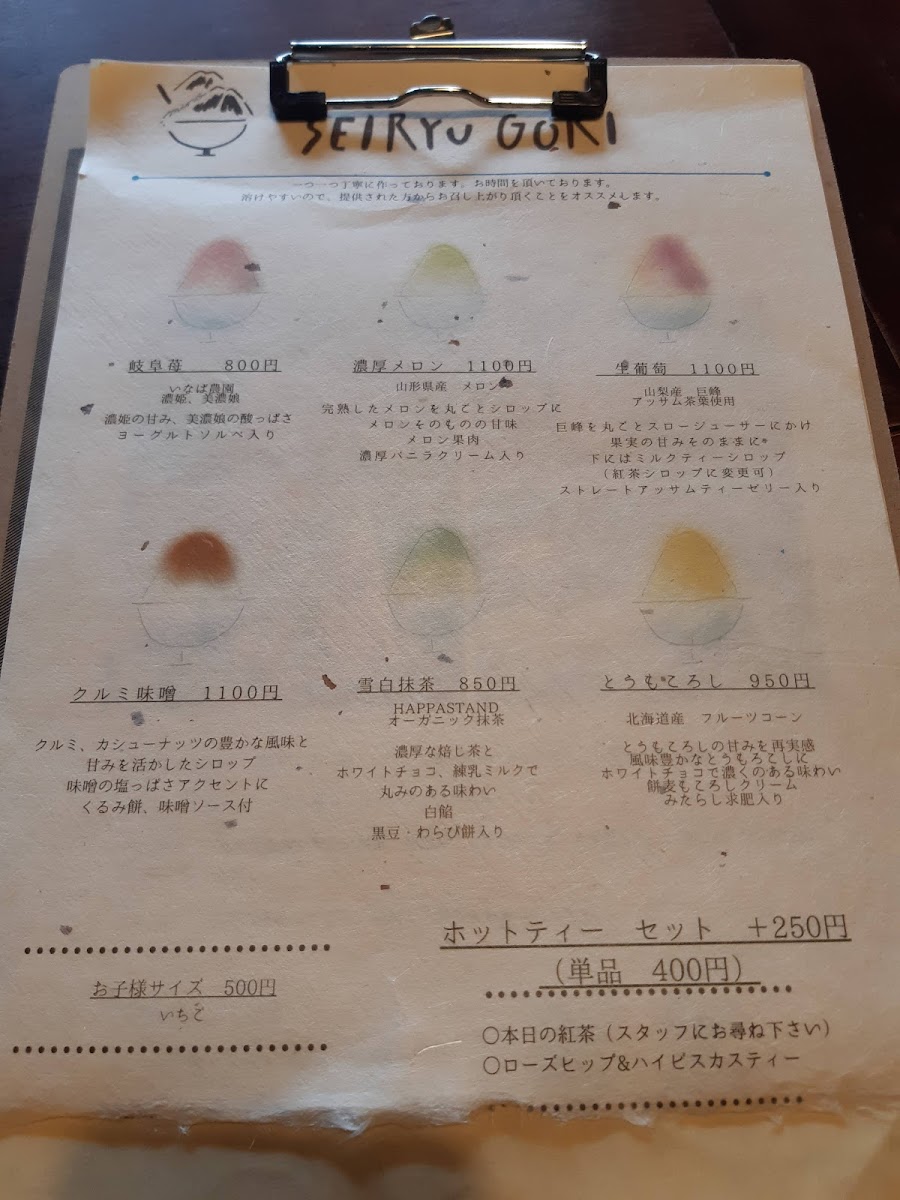 SEIRYU GORI
一つ一つ丁寧に作っております。お時間を頂いております。
溶けやすいので、提供された方からお召し上がり頂くことをオススメします。
岐阜苺 800円
いなば農園
濃姫、美濃娘
濃姫の甘み、美濃娘の酸っぱさ
ヨーグルトソルベ入り
濃厚メロン 1100円
山形県産 メロン
完熟したメロンを丸ごとシロップに
メロンそのものの甘味
メロン果肉
濃厚バニラクリーム入り
生葡萄 1100円
山梨産 巨峰
アッサム茶葉使用
巨峰を丸ごとスロージューサーにかけ
果実の甘みそのままに
下にはミルクティーシロップ
(紅茶シロップに変更可)
ストレートアッサムティーゼリー入り
クルミ味噌 1100円
クルミ、カシューナッツの豊かな風味と
甘みを活かしたシロップ
味噌の塩っぱさアクセントに
くるみ餅、味噌ソース付
雪白抹茶 850円
HAPPASTAND
オーガニック抹茶
濃厚な焙じ茶と
ホワイトチョコ、練乳ミルクで
丸みのある味わい
白餡
黒豆・わらび餅入り
とうもころし 950円
北海道産 フルーツコーン
とうもころしの甘みを再実感
風味豊かなとうもろこしに
ホワイトチョコで濃くのある味わい
餅麦もころしクリーム
みたらし求肥入り
お子様サイズ 500円
いちご
ホットティー セット +250円
(単品 400円)
○本日の紅茶(スタッフにお尋ね下さい)
○ローズヒップ&ハイビスカスティー